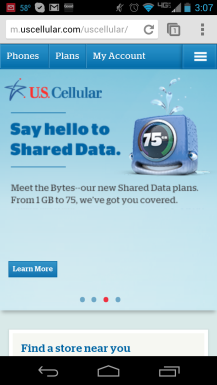 58° 4G 3:07
m.uscellular.com/uscellular/
Phones Plans My Account
U.S. Cellular
Say hello to
Shared Data.
75GB
Meet the Bytes--our new Shared Data plans.
From 1 GB to 75, we've got you covered.
Learn More
Find a store near you